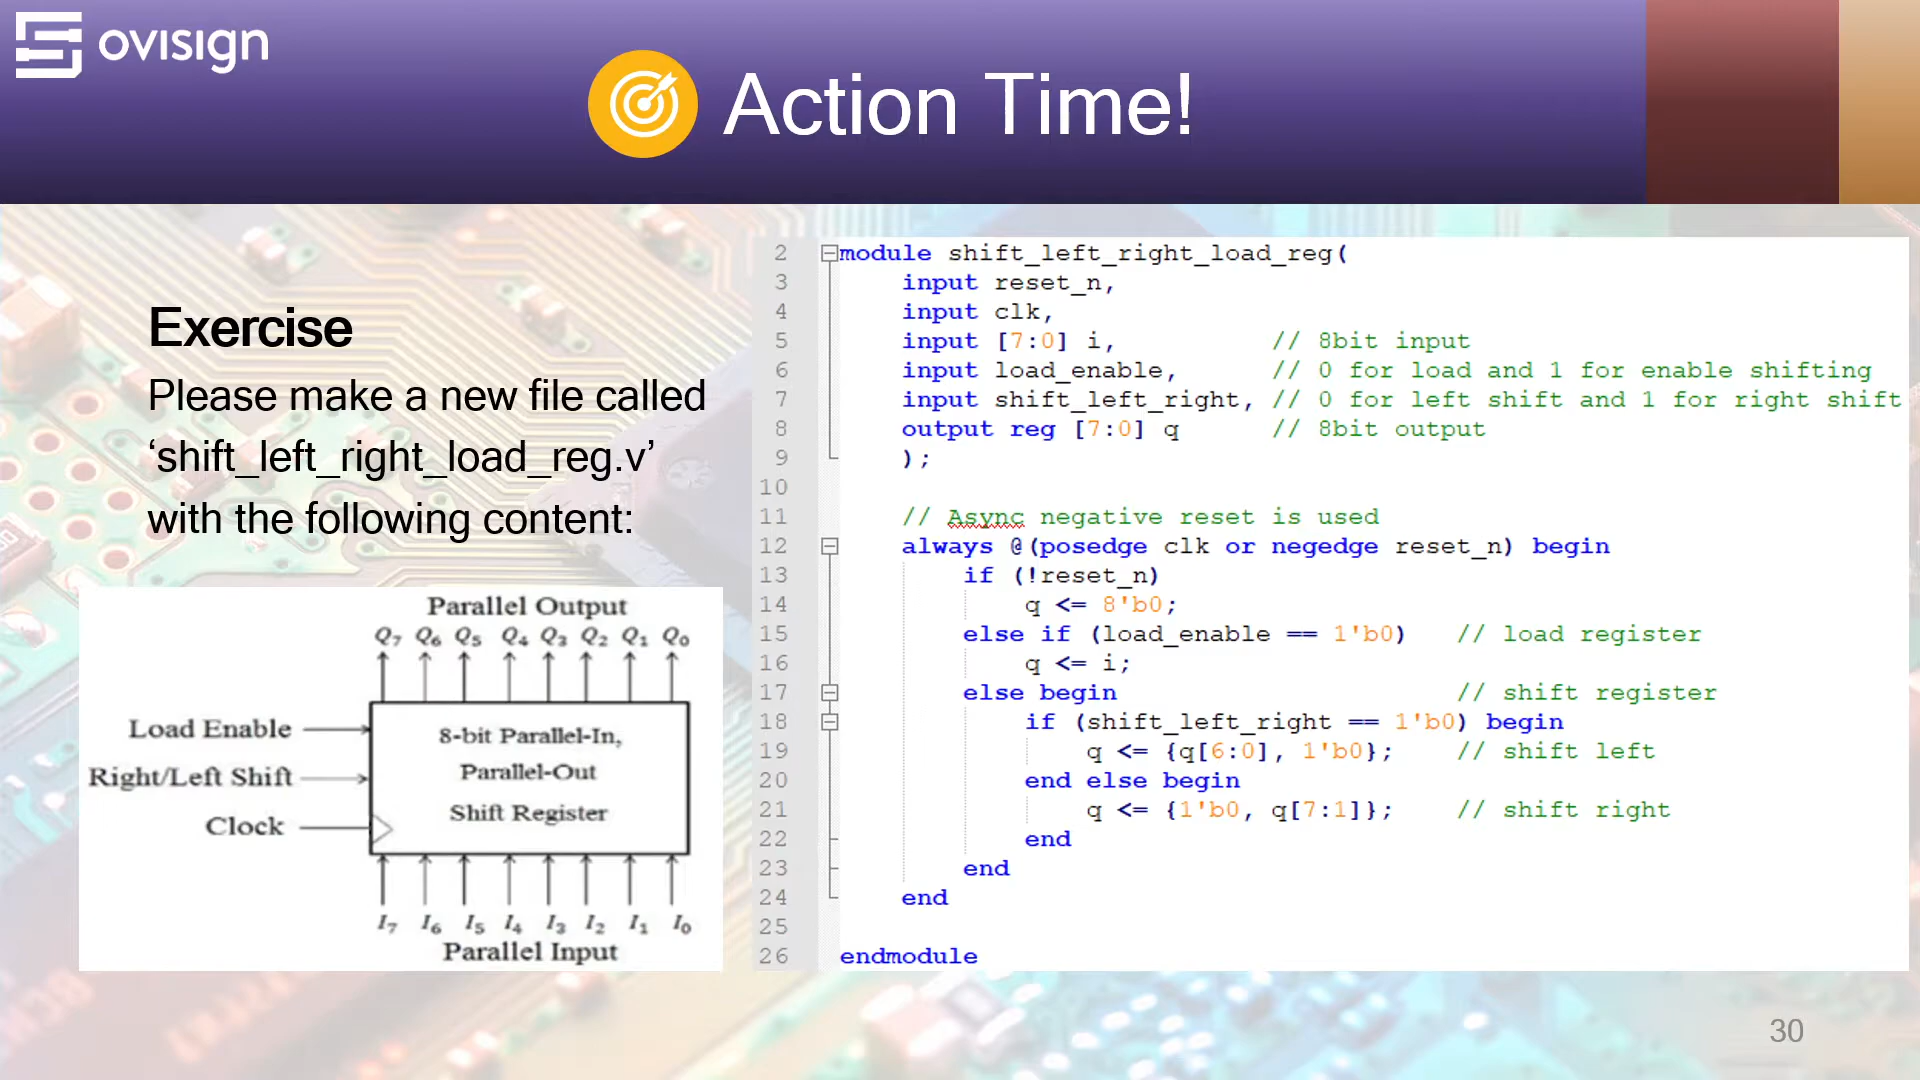 ovisign
Action Time!
Exercise
Please make a new file called
‘shift_left_right_load_reg.v’
with the following content:
Parallel Output
Q7 Q6 Q5 Q4 Q3 Q2 Q1 Q0
Load Enable
Right/Left Shift
Clock
8-bit Parallel-In,
Parallel-Out
Shift Register
I7 I6 I5 I4 I3 I2 I1 I0
Parallel Input
2 module shift_left_right_load_reg(
3 input reset_n,
4 input clk,
5 input [7:0] i, // 8bit input
6 input load_enable, // 0 for load and 1 for enable shifting
7 input shift_left_right, // 0 for left shift and 1 for right shift
8 output reg [7:0] q // 8bit output
9 );
10
11 // Async negative reset is used
12 always @(posedge clk or negedge reset_n) begin
13 if (!reset_n)
14 q <= 8'b0;
15 else if (load_enable == 1'b0) // load register
16 q <= i;
17 else begin // shift register
18 if (shift_left_right == 1'b0) begin
19 q <= {q[6:0], 1'b0}; // shift left
20 end else begin
21 q <= {1'b0, q[7:1]}; // shift right
22 end
23 end
24 end
25
26 endmodule
30